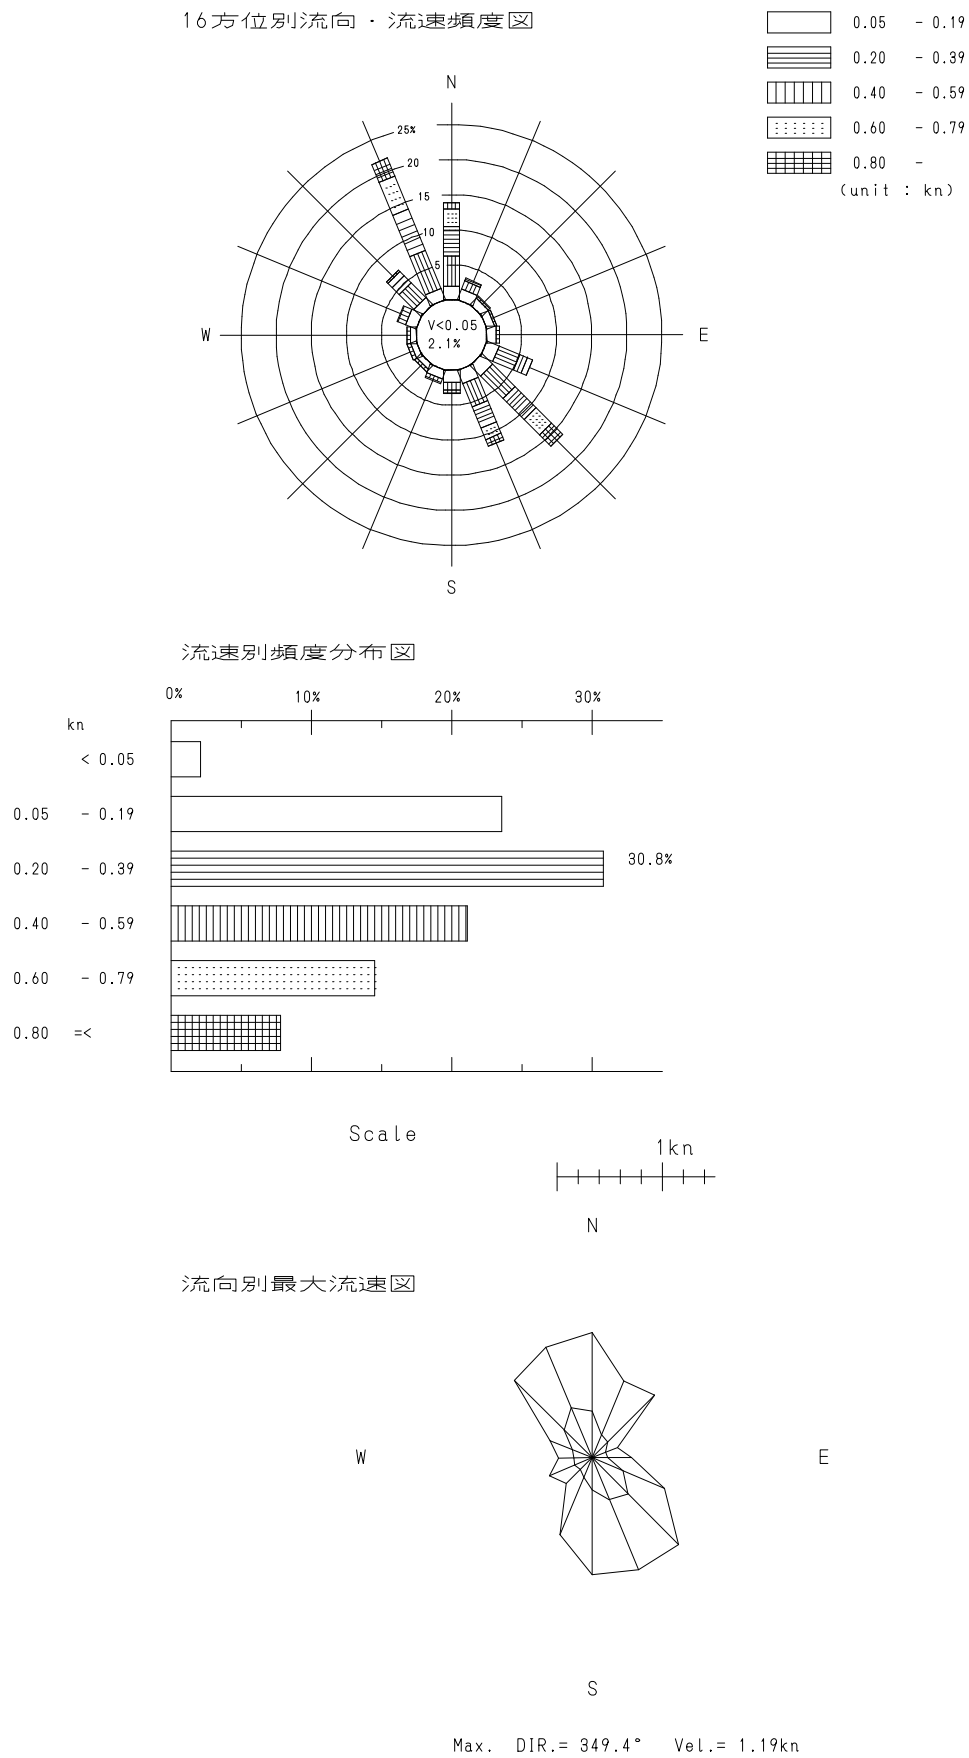 16方位別流向・流速頻度図
0.05 - 0.19
0.20 - 0.39
0.40 - 0.59
0.60 - 0.79
0.80 -
(unit : kn)
N
25%
20
15
10
5
W
V<0.05
2.1%
E
S
流速別頻度分布図
0% 10% 20% 30%
kn
< 0.05
0.05 - 0.19
0.20 - 0.39 30.8%
0.40 - 0.59
0.60 - 0.79
0.80 =<
Scale
1kn
N
流向別最大流速図
W E
S
Max. DIR.= 349.4° Vel.= 1.19kn